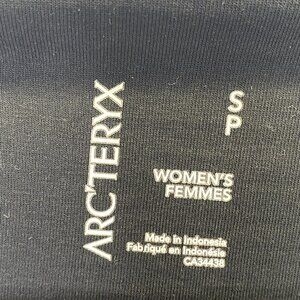 ARC'TERYX
S
P
WOMEN'S
FEMMES
Made in Indonesia
Fabriqué en Indonésie
CA34438